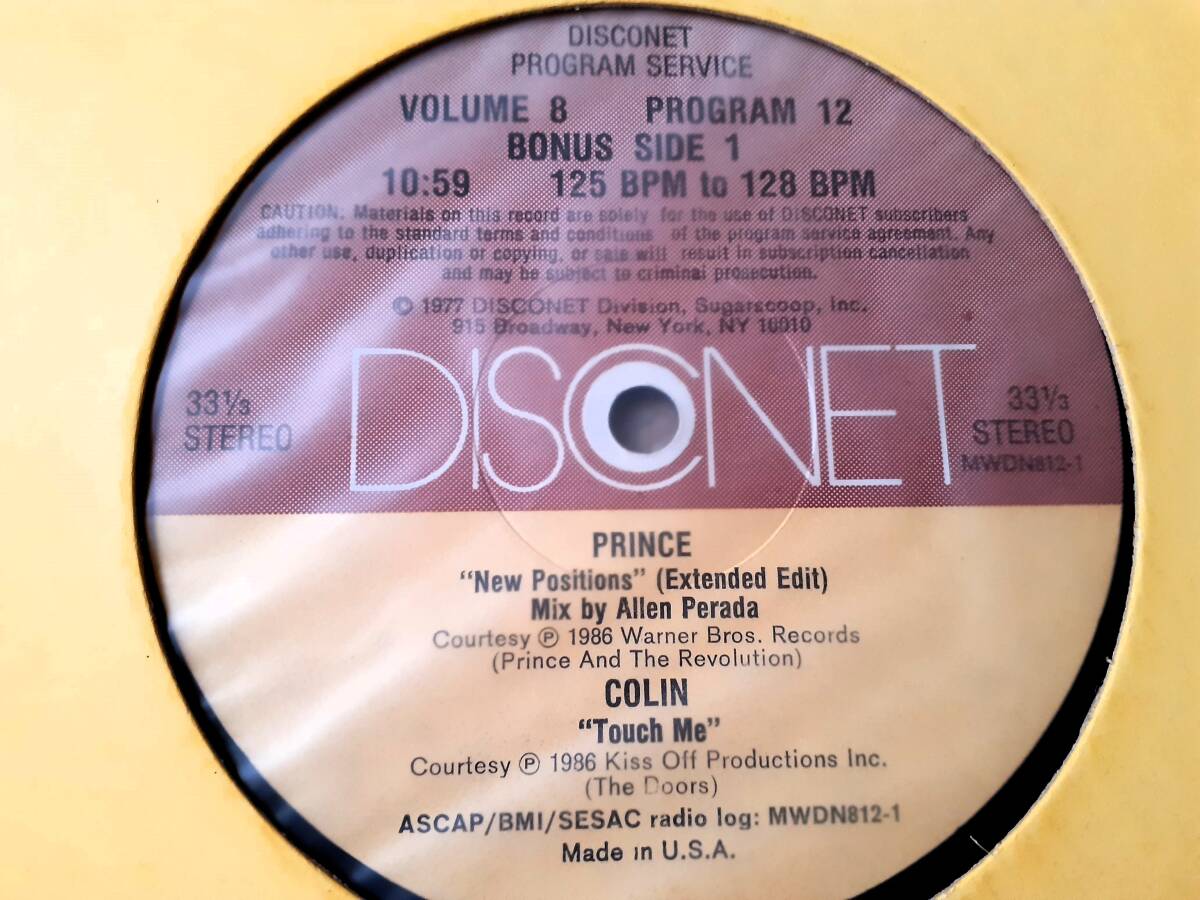 DISCONET
PROGRAM SERVICE
VOLUME 8 PROGRAM 12
BONUS SIDE 1
10:59 125 BPM to 128 BPM
CAUTION: Materials on this record are solely for the use of DISCONET subscribers
adhering to the standard terms and conditions of the program service agreement. Any
other use, duplication or copying, or sale will result in subscription cancellation
and may be subject to criminal prosecution.
© 1977 DISCONET Division, Sugarscoop, Inc.
915 Broadway, New York, NY 10010
DISCONET
33⅓
STEREO
33⅓
STEREO
MWDN812-1
PRINCE
“New Positions” (Extended Edit)
Mix by Allen Perada
Courtesy ℗ 1986 Warner Bros. Records
(Prince And The Revolution)
COLIN
“Touch Me”
Courtesy ℗ 1986 Kiss Off Productions Inc.
(The Doors)
ASCAP/BMI/SESAC radio log: MWDN812-1
Made in U.S.A.